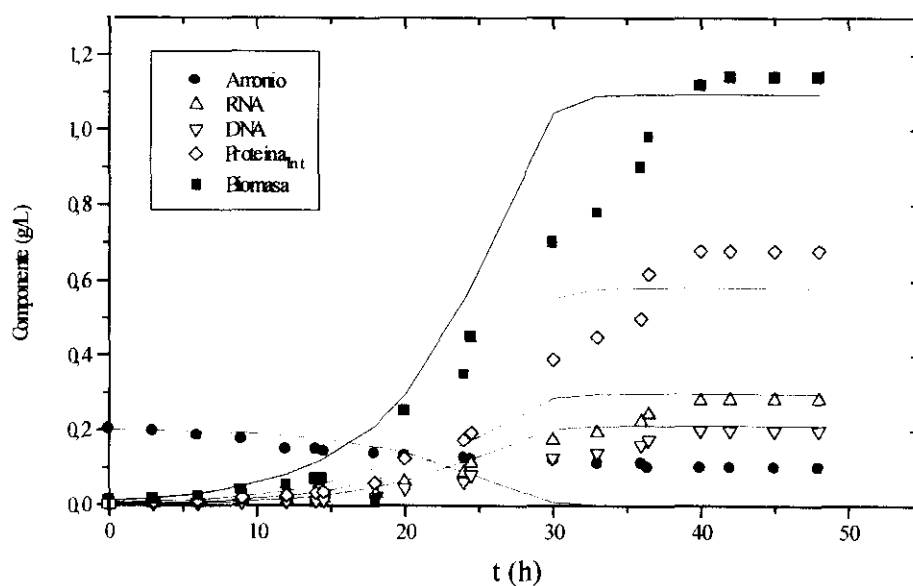 1,2
1,0
0,8
0,6
0,4
0,2
0,0
Componente (g/L)
Amonio
RNA
DNA
Proteina Int
Biomasa
0
10
20
30
40
50
t (h)